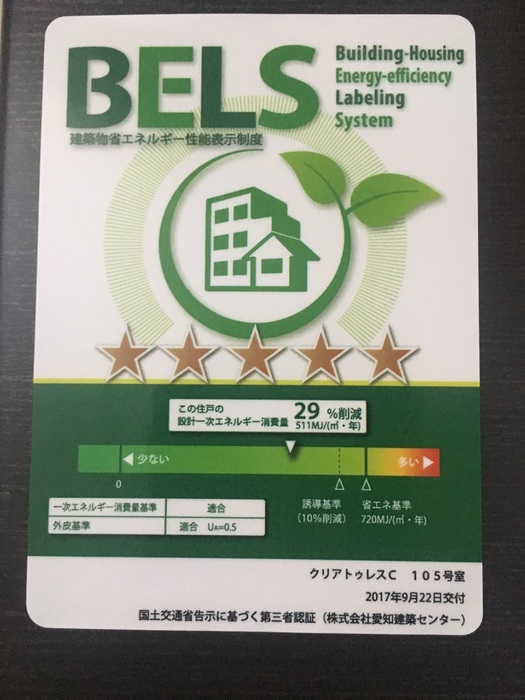 BELS
Building-Housing
Energy-efficiency
Labeling
System
建築物省エネルギー性能表示制度
この住戸の
設計一次エネルギー消費量
29 %削減
511MJ/(㎡・年)
少ない
多い
0
誘導基準
(10%削減)
省エネ基準
720MJ/(㎡・年)
一次エネルギー消費量基準 適合
外皮基準 適合 UA=0.5
クリアトゥレスC 105号室
2017年9月22日交付
国土交通省告示に基づく第三者認証(株式会社愛知建築センター)